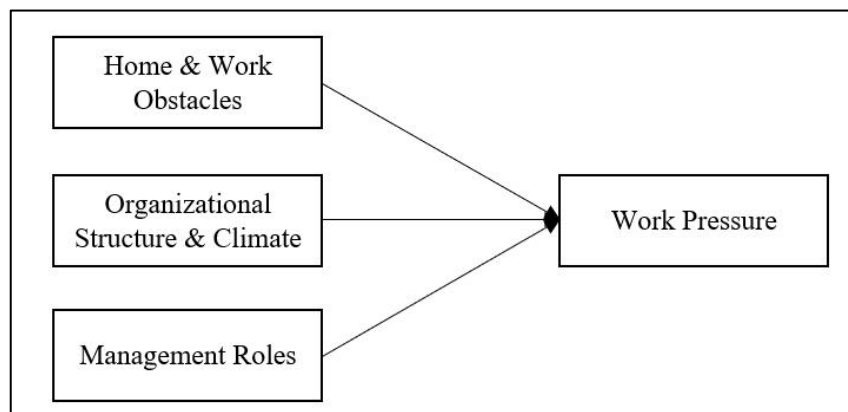 Home & Work
Obstacles
Organizational
Structure & Climate
Work Pressure
Management Roles